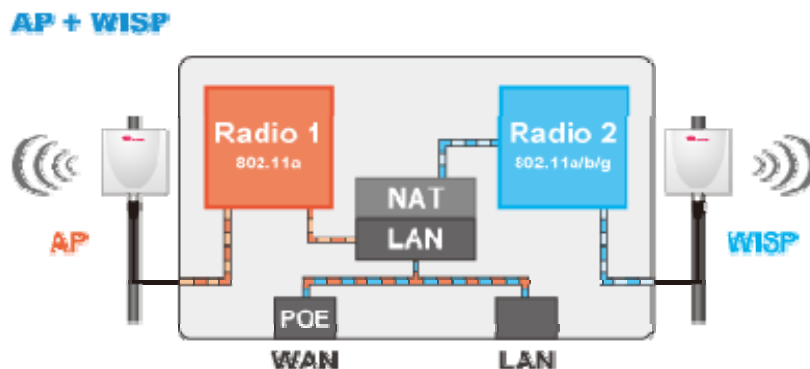 AP + WISP
Radio 1
802.11a
Radio 2
802.11a/b/g
NAT
LAN
AP
WISP
POE
WAN
LAN